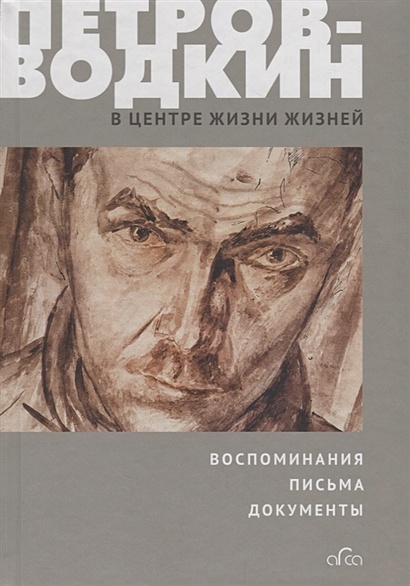 ПЕТРОВ-
ВОДКИН
В ЦЕНТРЕ ЖИЗНИ ЖИЗНЕЙ
ВОСПОМИНАНИЯ
ПИСЬМА
ДОКУМЕНТЫ
arca